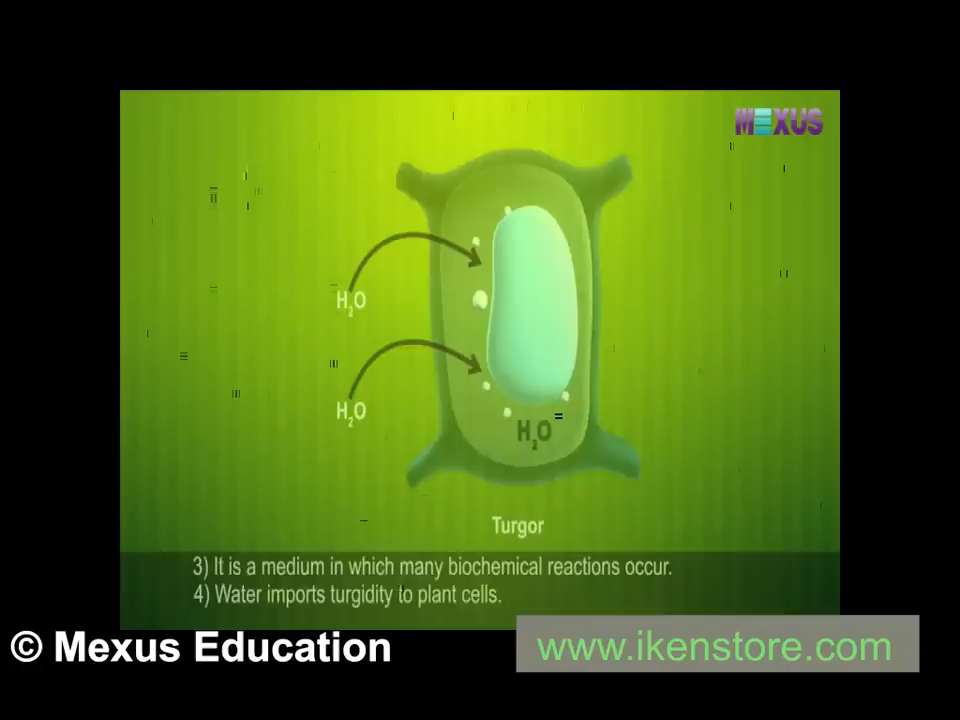 MEXUS
H₂O
H₂O
H₂O
Turgor
3) It is a medium in which many biochemical reactions occur.
4) Water imports turgidity to plant cells.
© Mexus Education
www.ikenstore.com